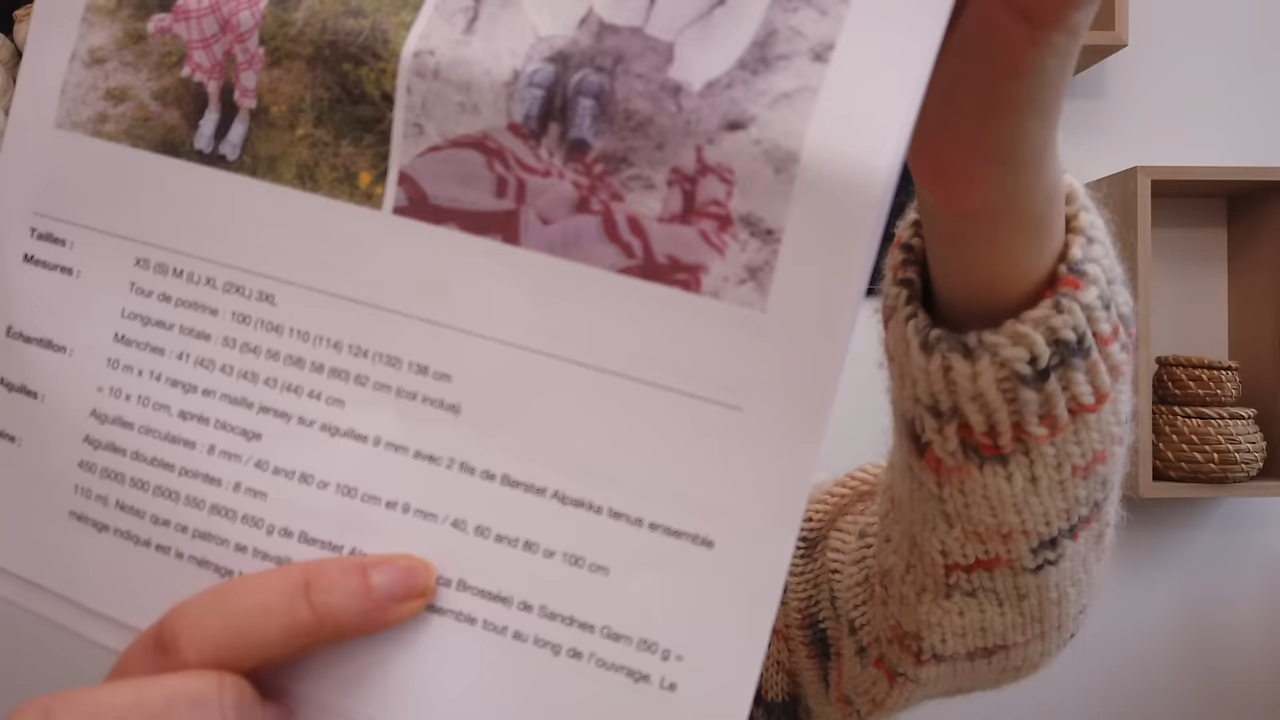 Tailles :
XS (S) M (L) XL (2XL) 3XL
Mesures :
Tour de poitrine : 100 (104) 110 (114) 124 (132) 138 cm
Longueur totale : 53 (54) 56 (58) 58 (60) 62 cm (col inclus)
Manches : 41 (42) 43 (43) 43 (44) 44 cm
Échantillon :
10 m x 14 rangs en maille jersey sur aiguilles 9 mm avec 2 fils de Børstet Alpakka tenus ensemble
= 10 x 10 cm, après blocage
Aiguilles :
Aiguilles circulaires : 8 mm / 40 and 80 or 100 cm et 9 mm / 40, 60 and 80 or 100 cm
Aiguilles doubles pointes : 8 mm
450 (500) 500 (500) 550 (600) 650 g de Børstet Brossée) de Sandnes Garn (50 g =
110 m). Notez que ce patron se travaille tout au long de l'ouvrage. Le
métrage indiqué est le métrage